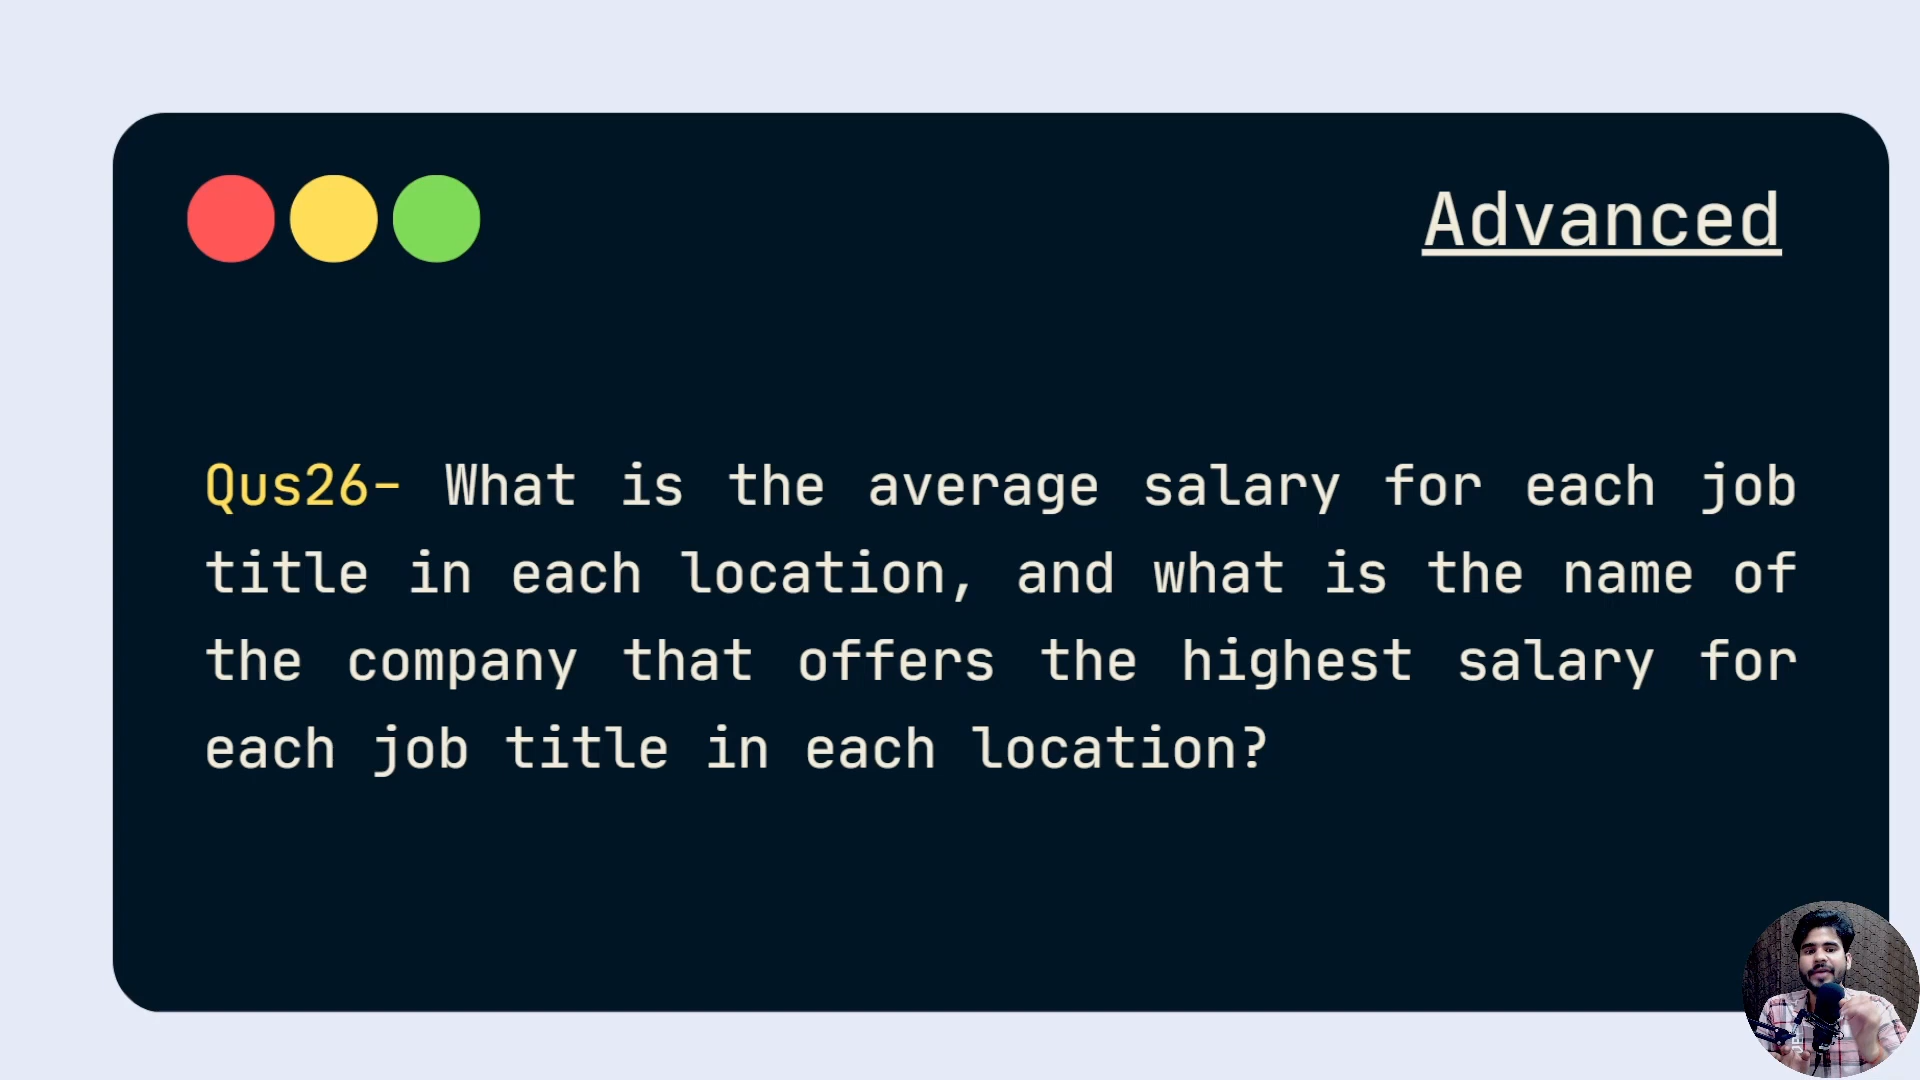 Advanced
Qus26- What is the average salary for each job
title in each location, and what is the name of
the company that offers the highest salary for
each job title in each location?